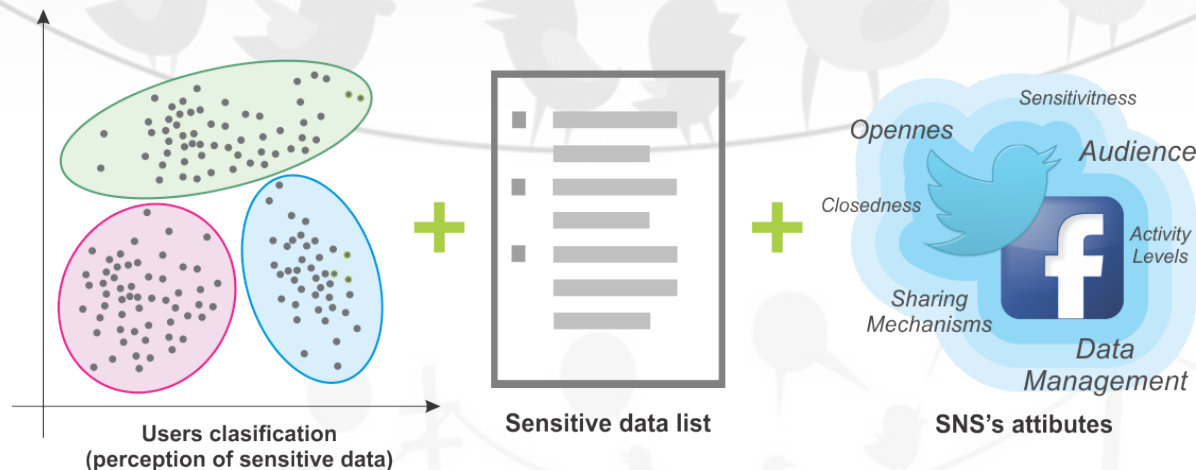 Users clasification
(perception of sensitive data)
Sensitive data list
Sensitivitness
Opennes
Audience
Closedness
Activity
Levels
Sharing
Mechanisms
Data
Management
SNS's attibutes